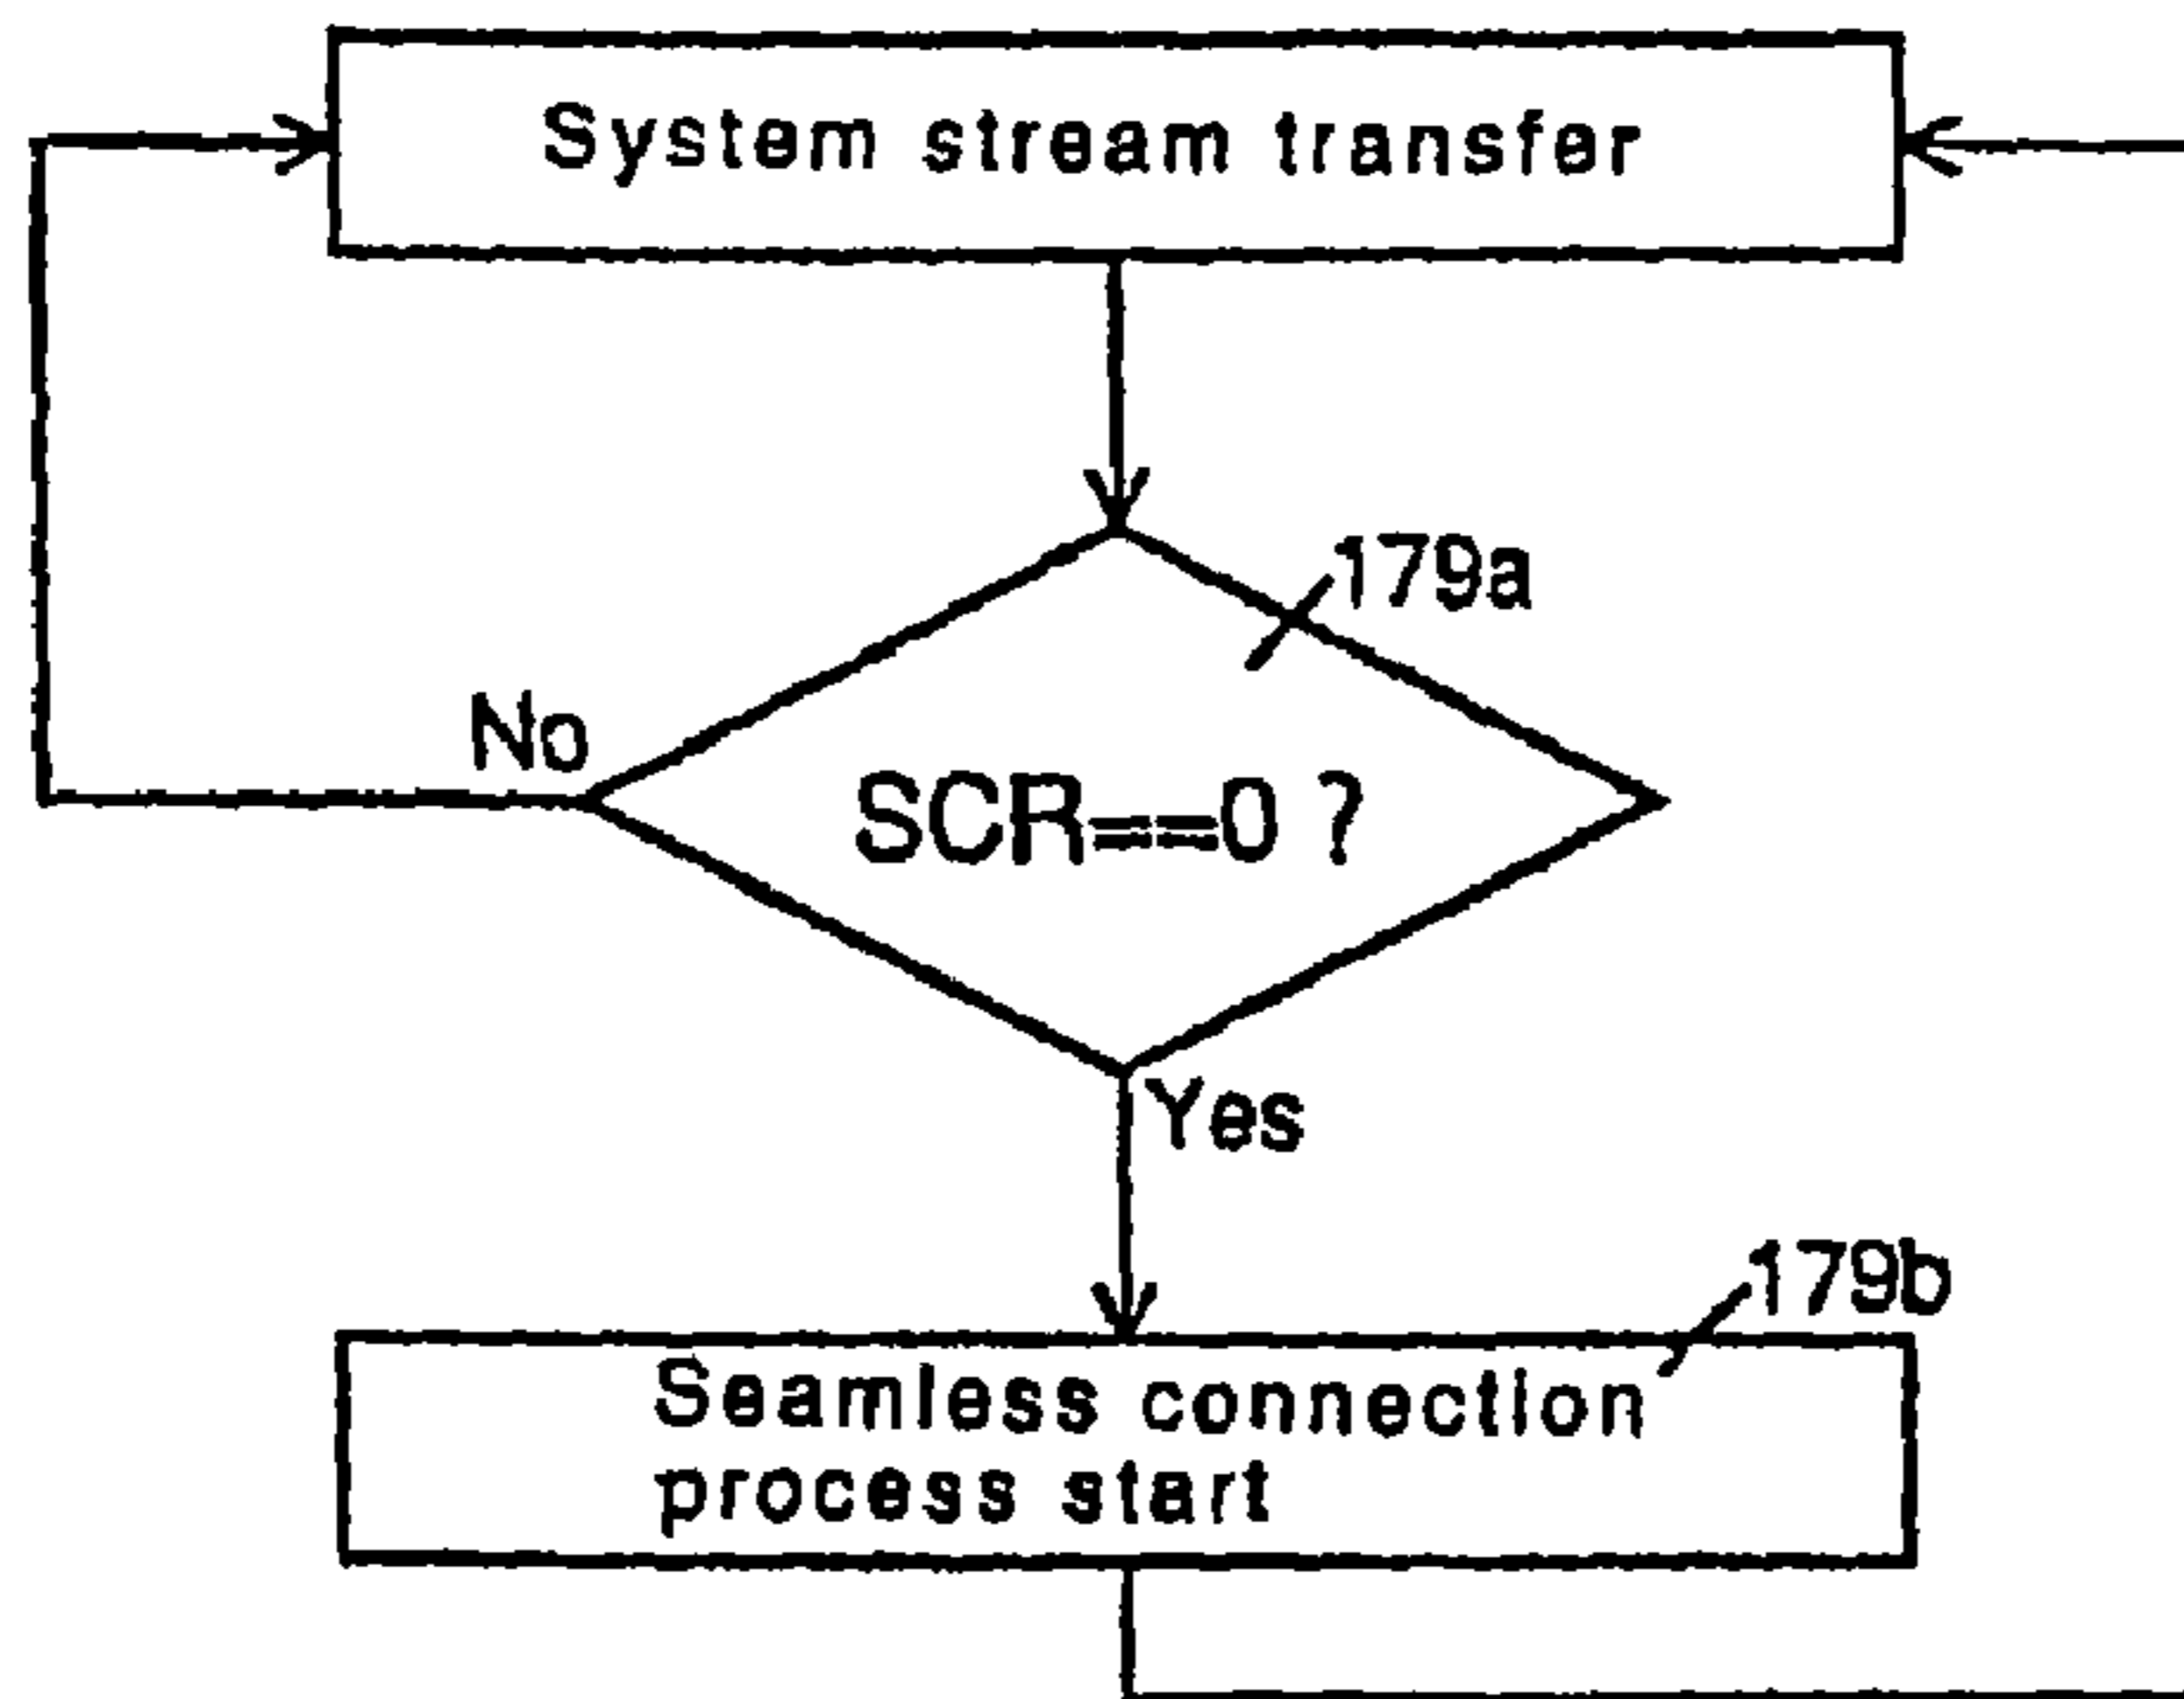 System stream transfer
179a
No
SCR==0 ?
Yes
179b
Seamless connection
process start